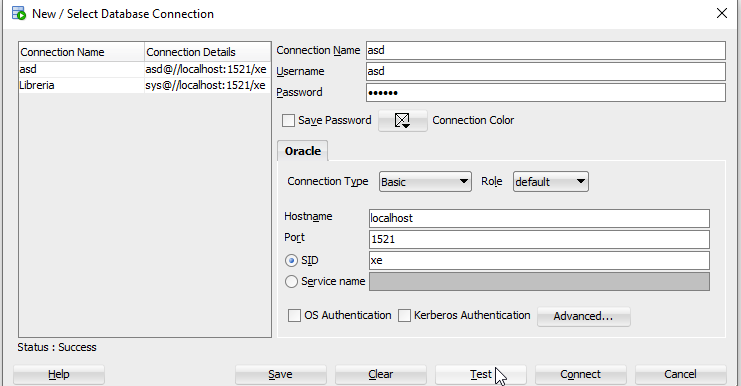 New / Select Database Connection
Connection Name Connection Details
asd asd@//localhost:1521/xe
Libreria sys@//localhost:1521/xe
Connection Name asd
Username asd
Password ••••••
Save Password Connection Color
Oracle
Connection Type Basic Role default
Hostname localhost
Port 1521
SID xe
Service name
OS Authentication Kerberos Authentication Advanced...
Status : Success
Help Save Clear Test Connect Cancel